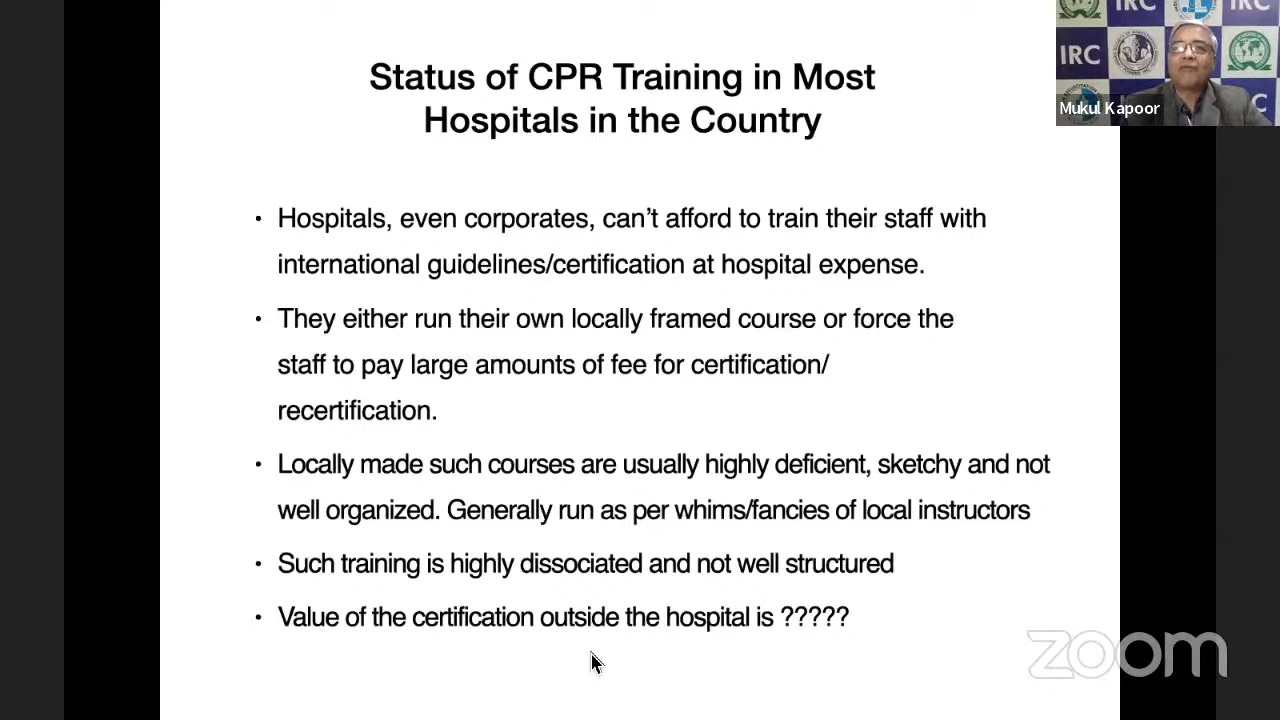 Status of CPR Training in Most
Hospitals in the Country
• Hospitals, even corporates, can't afford to train their staff with
international guidelines/certification at hospital expense.
• They either run their own locally framed course or force the
staff to pay large amounts of fee for certification/
recertification.
• Locally made such courses are usually highly deficient, sketchy and not
well organized. Generally run as per whims/fancies of local instructors
• Such training is highly dissociated and not well structured
• Value of the certification outside the hospital is ?????
IRC
IRC
IRC
Mukul Kapoor
zoom